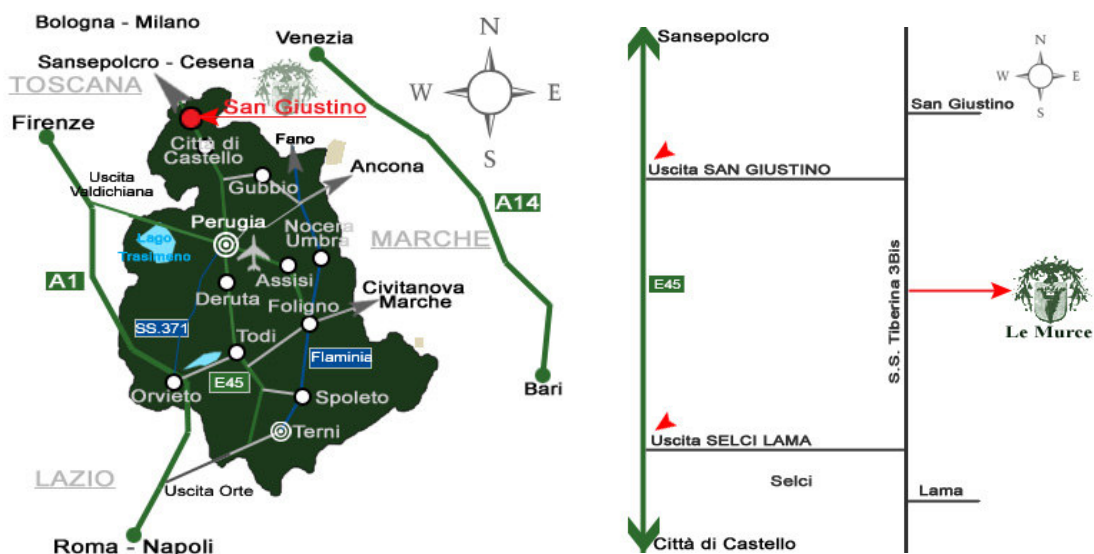 Bologna - Milano
Venezia
N
Sansepolcro - Cesena
TOSCANA
W
E
San Giustino
Firenze
Città di
Castello
Fano
S
Uscita
Valdichiana
Gubbio
Ancona
A14
Perugia
Nocera
Umbra
MARCHE
Lago
Trasimeno
A1
Assisi
Deruta
Civitanova
Marche
Foligno
SS.371
Todi
Flaminia
E45
Orvieto
Spoleto
Bari
Terni
LAZIO
Uscita Orte
Roma - Napoli
Sansepolcro
N
W
E
S
San Giustino
Uscita SAN GIUSTINO
E45
S.S. Tiberina 3Bis
Le Murce
Uscita SELCI LAMA
Selci
Lama
Città di Castello